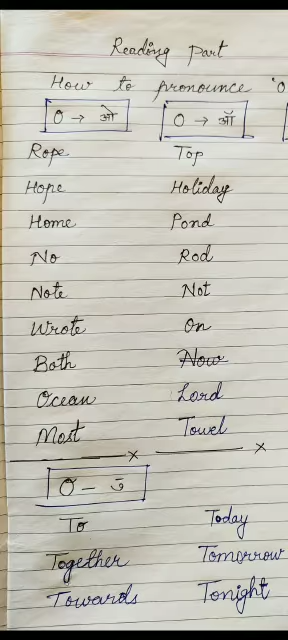 Reading Part
How to pronounce 'O
O → ओ O → ऑ
Rope Top
Hope Holiday
Home Pond
No Rod
Note Not
Wrote On
Both Now
Ocean Lord
Most Towel
O – उ
To Today
Together Tomorrow
Towards Tonight